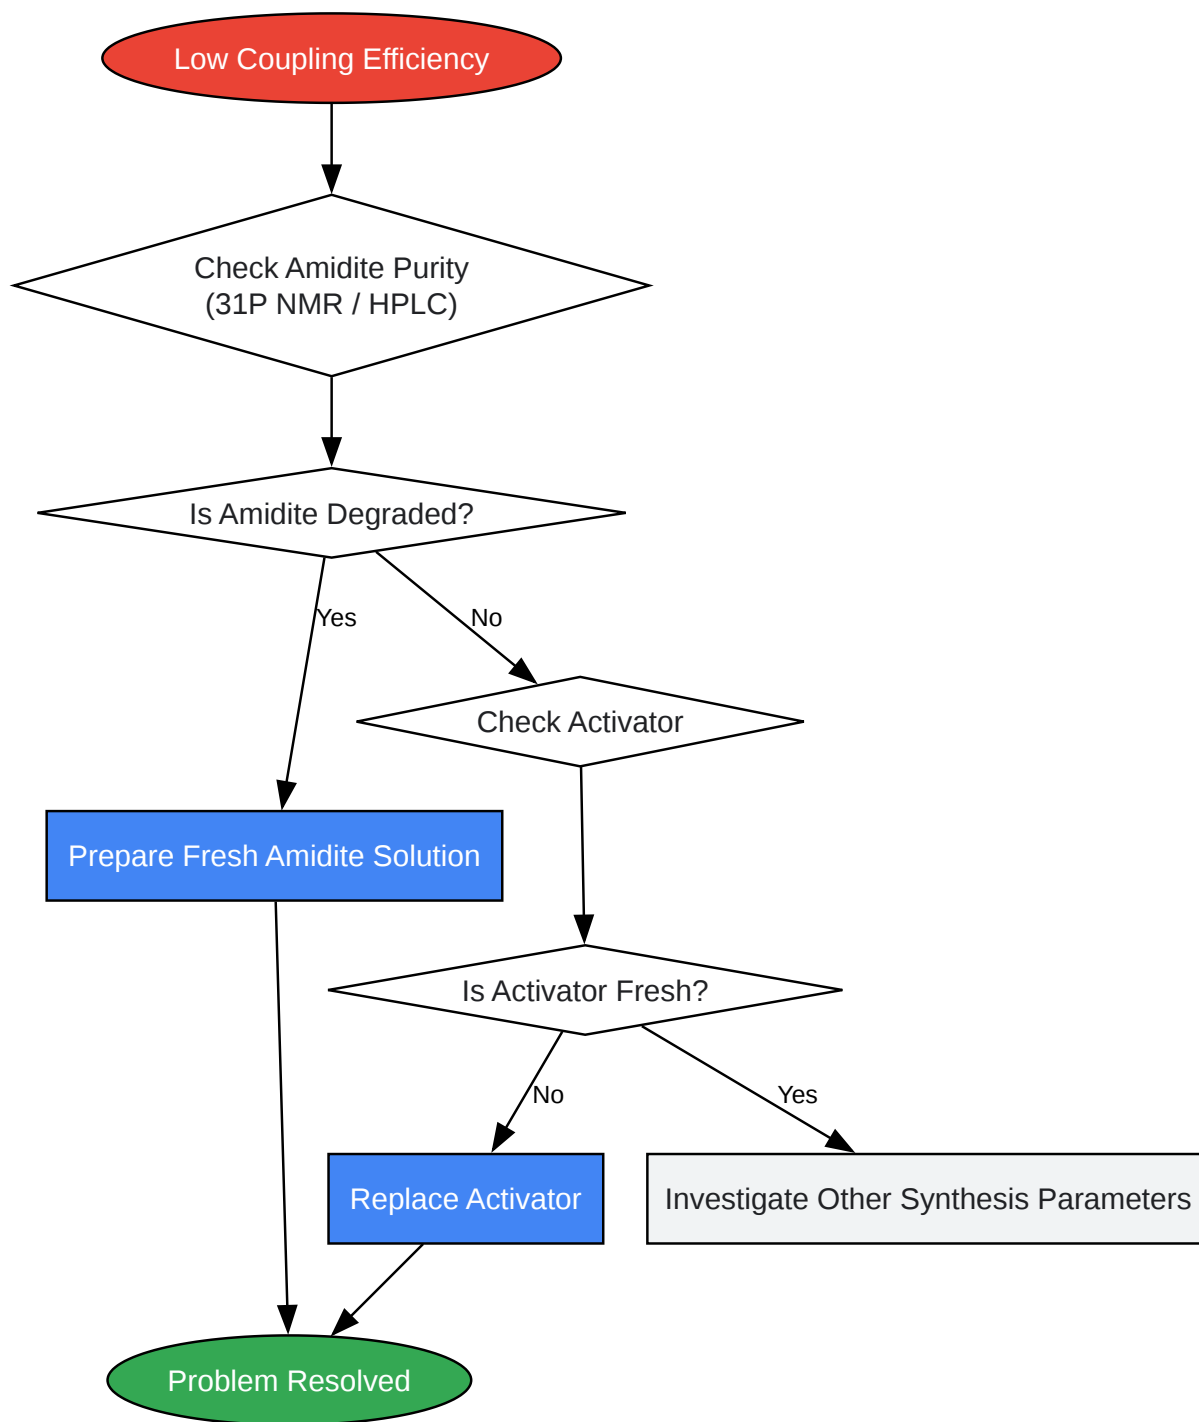 Low Coupling Efficiency
Check Amidite Purity
(31P NMR / HPLC)
Is Amidite Degraded?
Yes
No
Check Activator
Prepare Fresh Amidite Solution
Is Activator Fresh?
No
Yes
Replace Activator
Investigate Other Synthesis Parameters
Problem Resolved